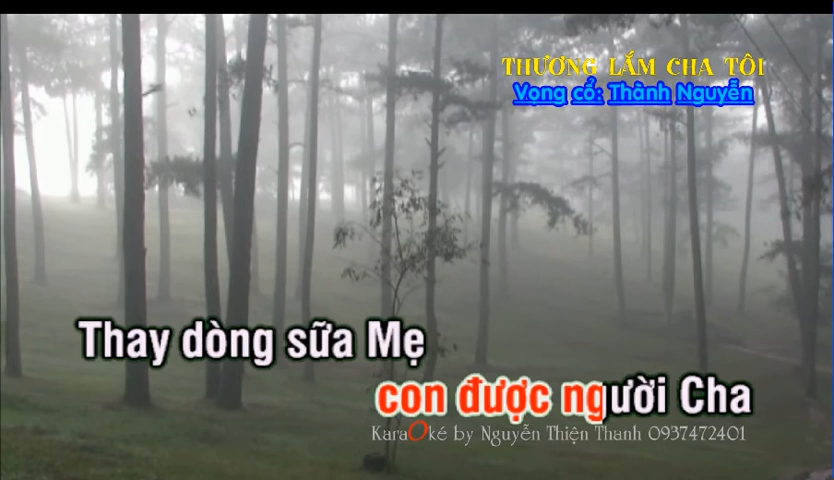 THƯƠNG LẮM CHA TÔI
Vọng cổ: Thành Nguyễn
Thay dòng sữa Mẹ
con được người Cha
KaraOké by Nguyễn Thiện Thanh 0937472401